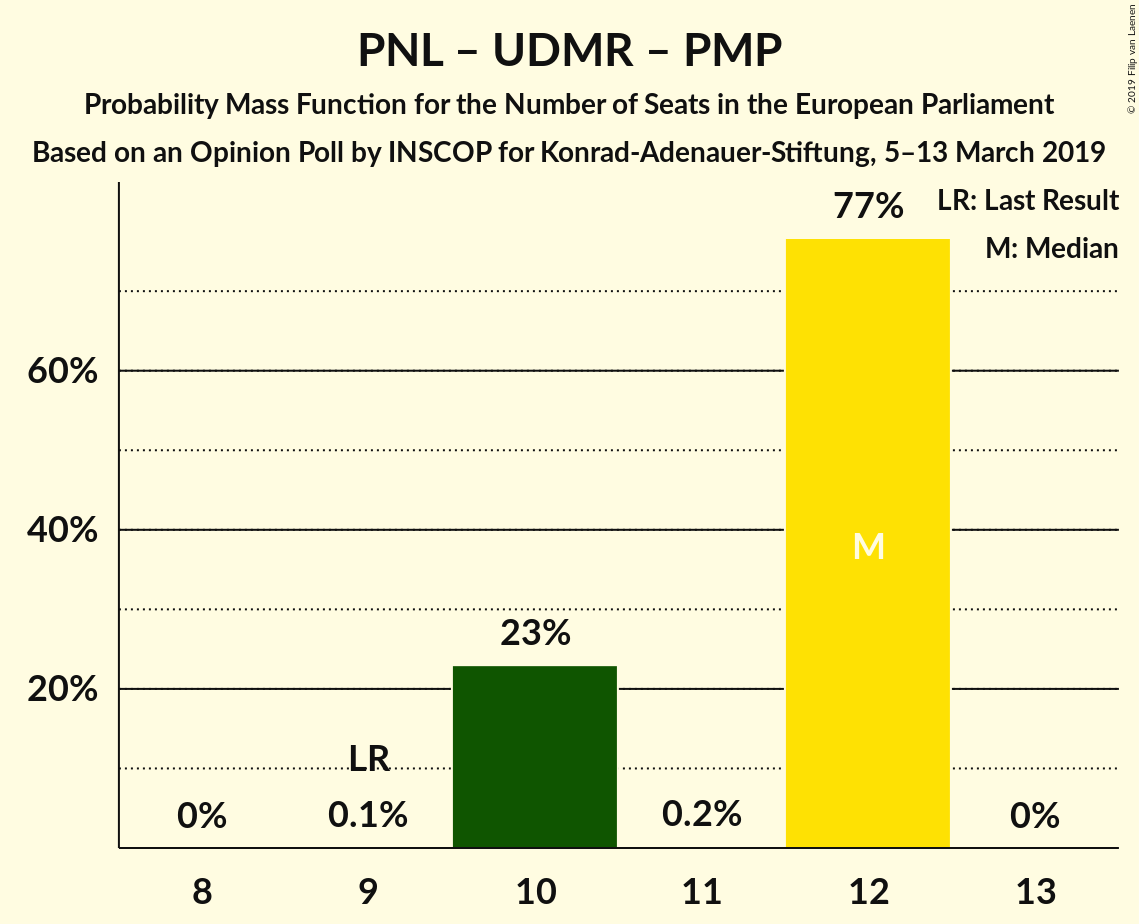 PNL – UDMR – PMP
Probability Mass Function for the Number of Seats in the European Parliament
Based on an Opinion Poll by INSCOP for Konrad-Adenauer-Stiftung, 5–13 March 2019
© 2019 Filip van Laenen
LR: Last Result
M: Median
77%
60%
40%
20%
M
23%
LR
0%
0.1%
0.2%
0%
8
9
10
11
12
13